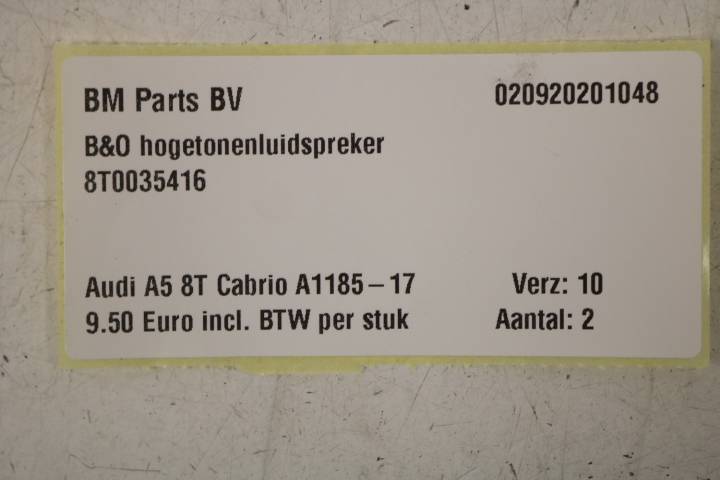 BM Parts BV 020920201048
B&O hogetonenluidspreker
8T0035416
Audi A5 8T Cabrio A1185-17 Verz: 10
9.50 Euro incl. BTW per stuk Aantal: 2